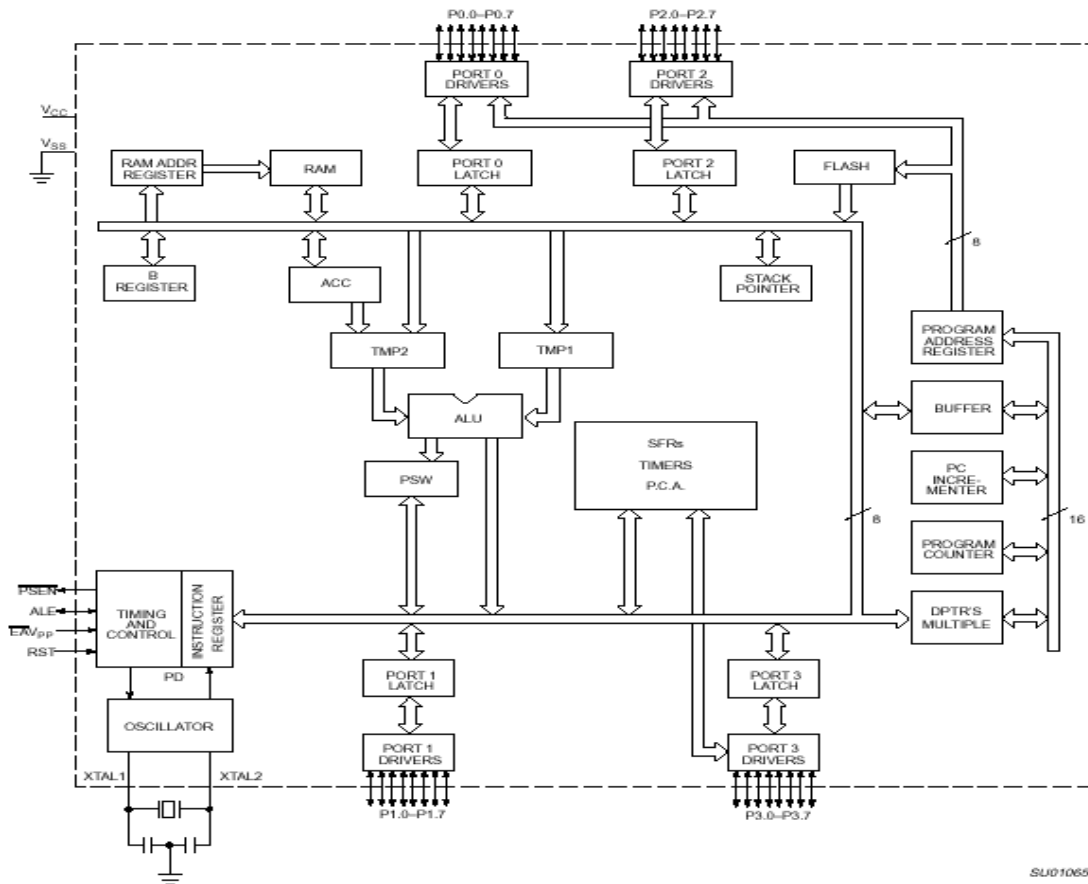 P0.0–P0.7
P2.0–P2.7
PORT 0
DRIVERS
PORT 2
DRIVERS
VCC
VSS
RAM ADDR
REGISTER
RAM
PORT 0
LATCH
PORT 2
LATCH
FLASH
8
B
REGISTER
ACC
STACK
POINTER
PROGRAM
ADDRESS
REGISTER
TMP2
TMP1
BUFFER
ALU
SFRs
TIMERS
P.C.A.
PSW
PC
INCRE-
MENTER
8
16
PROGRAM
COUNTER
PSEN
ALE
EAVPP
RST
TIMING
AND
CONTROL
INSTRUCTION
REGISTER
DPTR'S
MULTIPLE
PD
PORT 1
LATCH
PORT 3
LATCH
OSCILLATOR
PORT 1
DRIVERS
PORT 3
DRIVERS
XTAL1
XTAL2
P1.0–P1.7
P3.0–P3.7